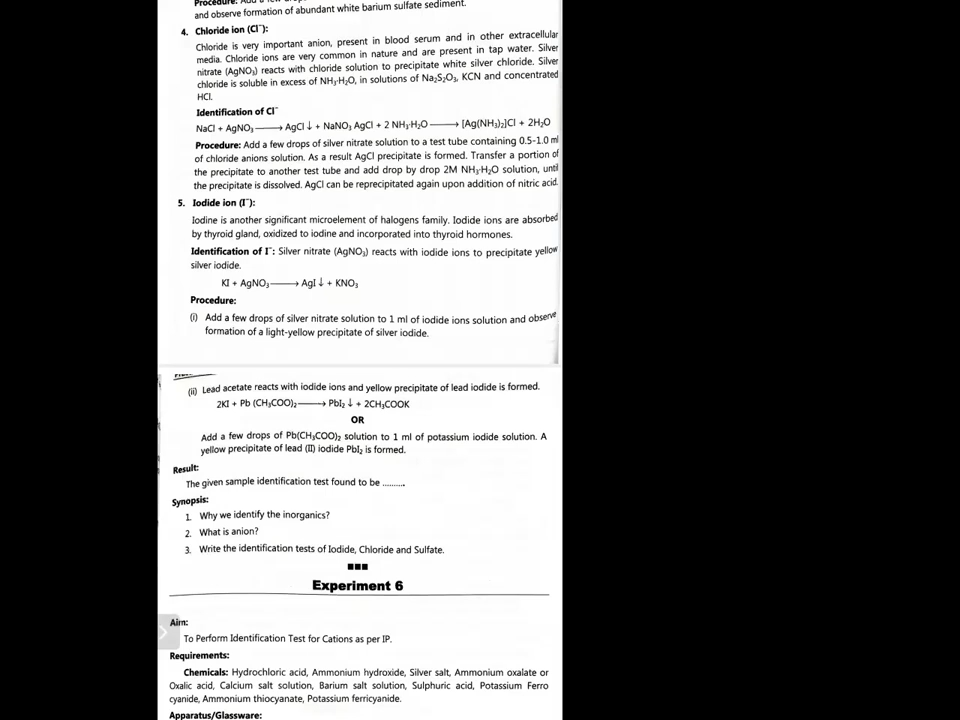 Procedure: Add a few drops
and observe formation of abundant white barium sulfate sediment.
4. Chloride ion (Cl⁻):
Chloride is very important anion, present in blood serum and in other extracellular
media. Chloride ions are very common in nature and are present in tap water. Silver
nitrate (AgNO₃) reacts with chloride solution to precipitate white silver chloride. Silver
chloride is soluble in excess of NH₃·H₂O, in solutions of Na₂S₂O₃, KCN and concentrated
HCl.
Identification of Cl⁻
NaCl + AgNO₃ ⟶ AgCl ↓ + NaNO₃ AgCl + 2 NH₃·H₂O ⟶ [Ag(NH₃)₂]Cl + 2H₂O
Procedure: Add a few drops of silver nitrate solution to a test tube containing 0.5-1.0 ml
of chloride anions solution. As a result AgCl precipitate is formed. Transfer a portion of
the precipitate to another test tube and add drop by drop 2M NH₃·H₂O solution, until
the precipitate is dissolved. AgCl can be reprecipitated again upon addition of nitric acid.
5. Iodide ion (I⁻):
Iodine is another significant microelement of halogens family. Iodide ions are absorbed
by thyroid gland, oxidized to iodine and incorporated into thyroid hormones.
Identification of I⁻: Silver nitrate (AgNO₃) reacts with iodide ions to precipitate yellow
silver iodide.
KI + AgNO₃ ⟶ AgI ↓ + KNO₃
Procedure:
(i) Add a few drops of silver nitrate solution to 1 ml of iodide ions solution and observe
formation of a light-yellow precipitate of silver iodide.
(ii) Lead acetate reacts with iodide ions and yellow precipitate of lead iodide is formed.
2KI + Pb (CH₃COO)₂ ⟶ PbI₂ ↓ + 2CH₃COOK
OR
Add a few drops of Pb(CH₃COO)₂ solution to 1 ml of potassium iodide solution. A
yellow precipitate of lead (II) iodide PbI₂ is formed.
Result:
The given sample identification test found to be ..........
Synopsis:
1. Why we identify the inorganics?
2. What is anion?
3. Write the identification tests of Iodide, Chloride and Sulfate.
■■■
Experiment 6
Aim:
To Perform Identification Test for Cations as per IP.
Requirements:
Chemicals: Hydrochloric acid, Ammonium hydroxide, Silver salt, Ammonium oxalate or
Oxalic acid, Calcium salt solution, Barium salt solution, Sulphuric acid, Potassium Ferro
cyanide, Ammonium thiocyanate, Potassium ferricyanide.
Apparatus/Glassware: